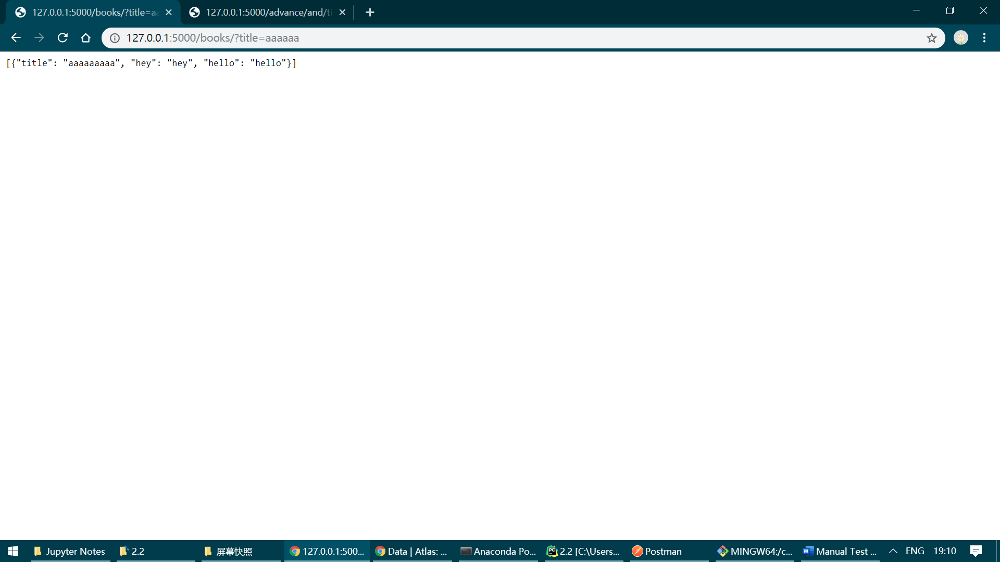 127.0.0.1:5000/books/?title=aa
127.0.0.1:5000/advance/and/ti
127.0.0.1:5000/books/?title=aaaaaa
[{"title": "aaaaaaaaa", "hey": "hey", "hello": "hello"}]
Jupyter Notes
2.2
屏幕快照
127.0.0.1:500...
Data | Atlas: ...
Anaconda Po...
2.2 [C:\Users...
Postman
MINGW64:/c...
Manual Test ...
ENG
19:10